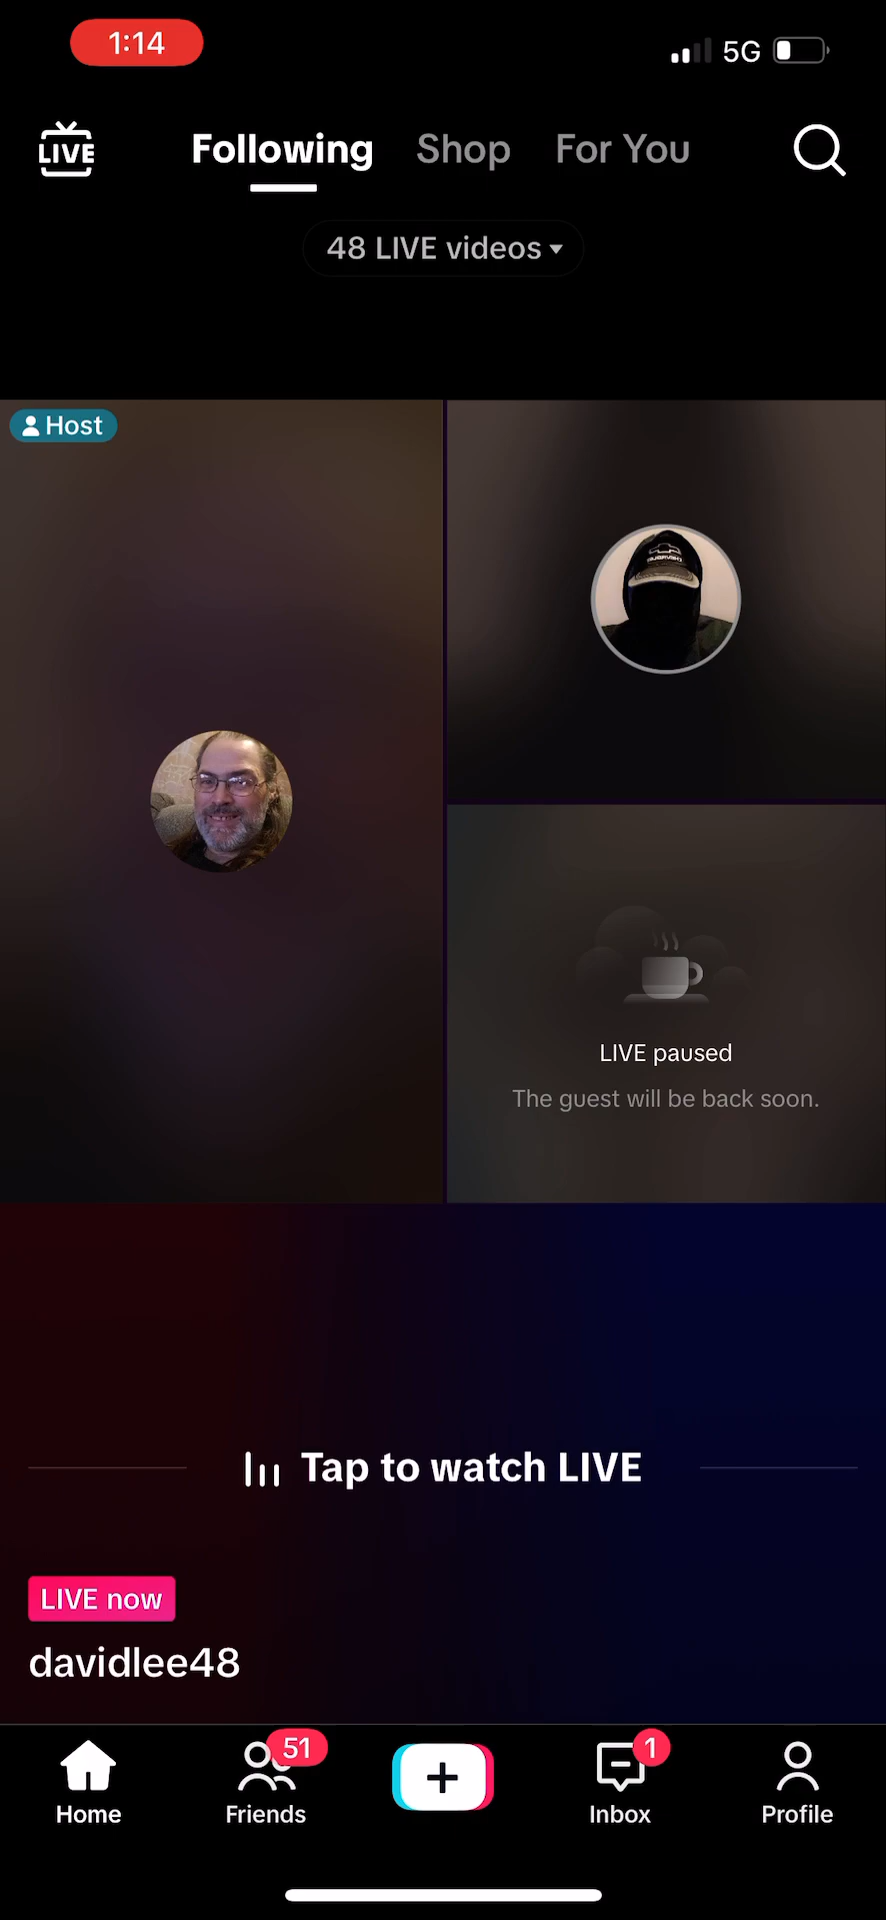 1:14
5G
LIVE
Following
Shop
For You
48 LIVE videos
Host
LIVE paused
The guest will be back soon.
Tap to watch LIVE
LIVE now
davidlee48
51
1
Home
Friends
Inbox
Profile